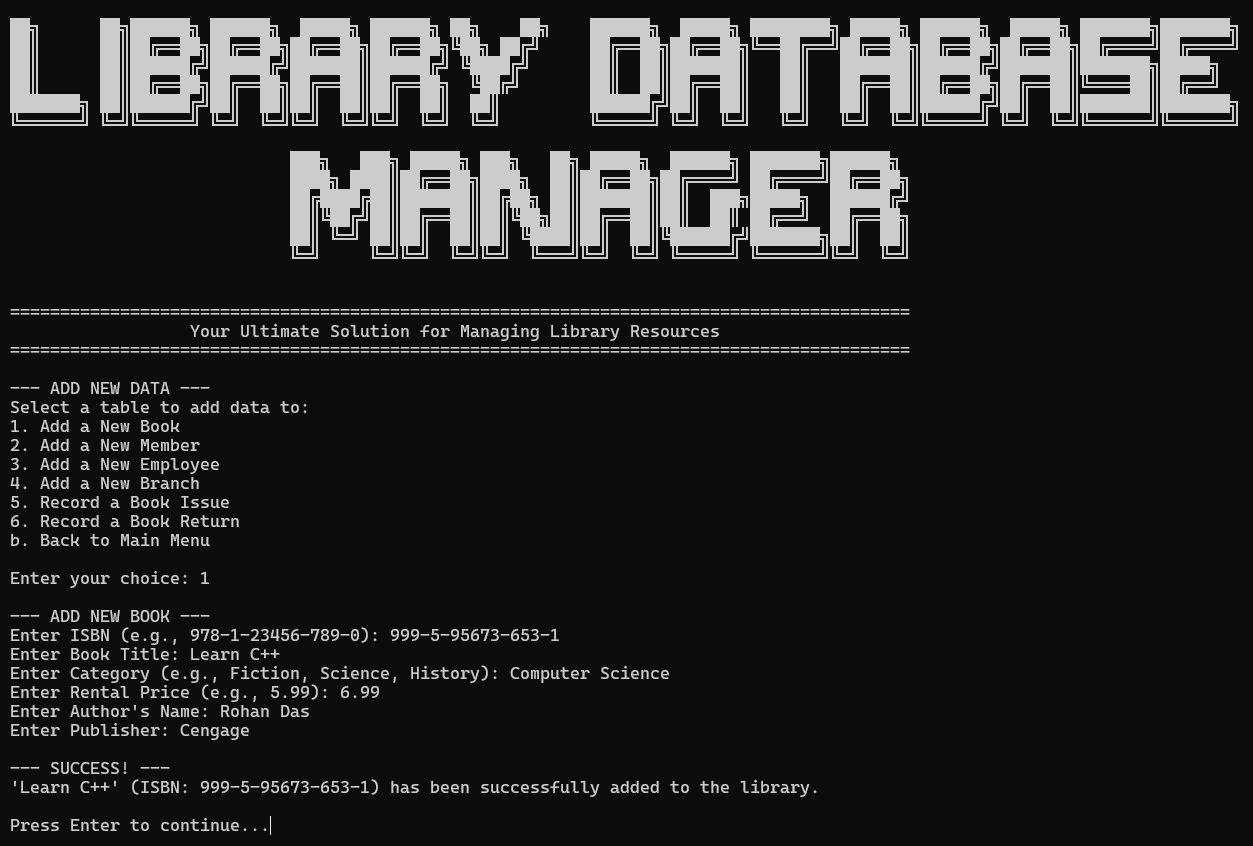 LIBRARY DATABASE
MANAGER
==========================================================================================
Your Ultimate Solution for Managing Library Resources
==========================================================================================
--- ADD NEW DATA ---
Select a table to add data to:
1. Add a New Book
2. Add a New Member
3. Add a New Employee
4. Add a New Branch
5. Record a Book Issue
6. Record a Book Return
b. Back to Main Menu
Enter your choice: 1
--- ADD NEW BOOK ---
Enter ISBN (e.g., 978-1-23456-789-0): 999-5-95673-653-1
Enter Book Title: Learn C++
Enter Category (e.g., Fiction, Science, History): Computer Science
Enter Rental Price (e.g., 5.99): 6.99
Enter Author's Name: Rohan Das
Enter Publisher: Cengage
--- SUCCESS! ---
'Learn C++' (ISBN: 999-5-95673-653-1) has been successfully added to the library.
Press Enter to continue...